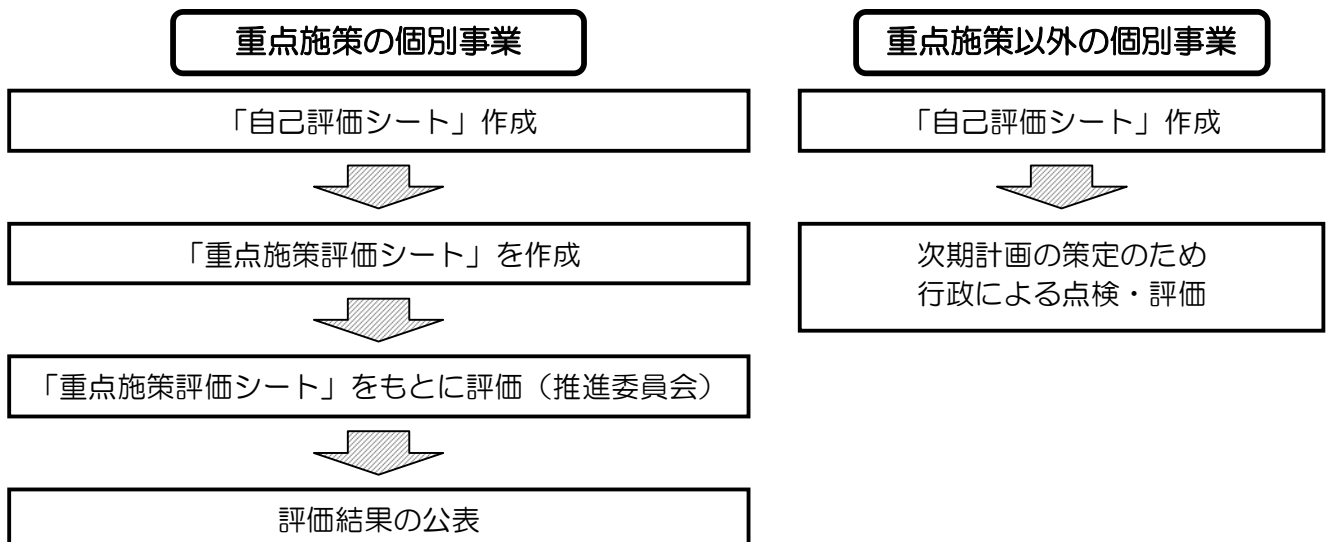 重点施策の個別事業
「自己評価シート」作成
「重点施策評価シート」を作成
「重点施策評価シート」をもとに評価（推進委員会）
評価結果の公表
重点施策以外の個別事業
「自己評価シート」作成
次期計画の策定のため
行政による点検・評価